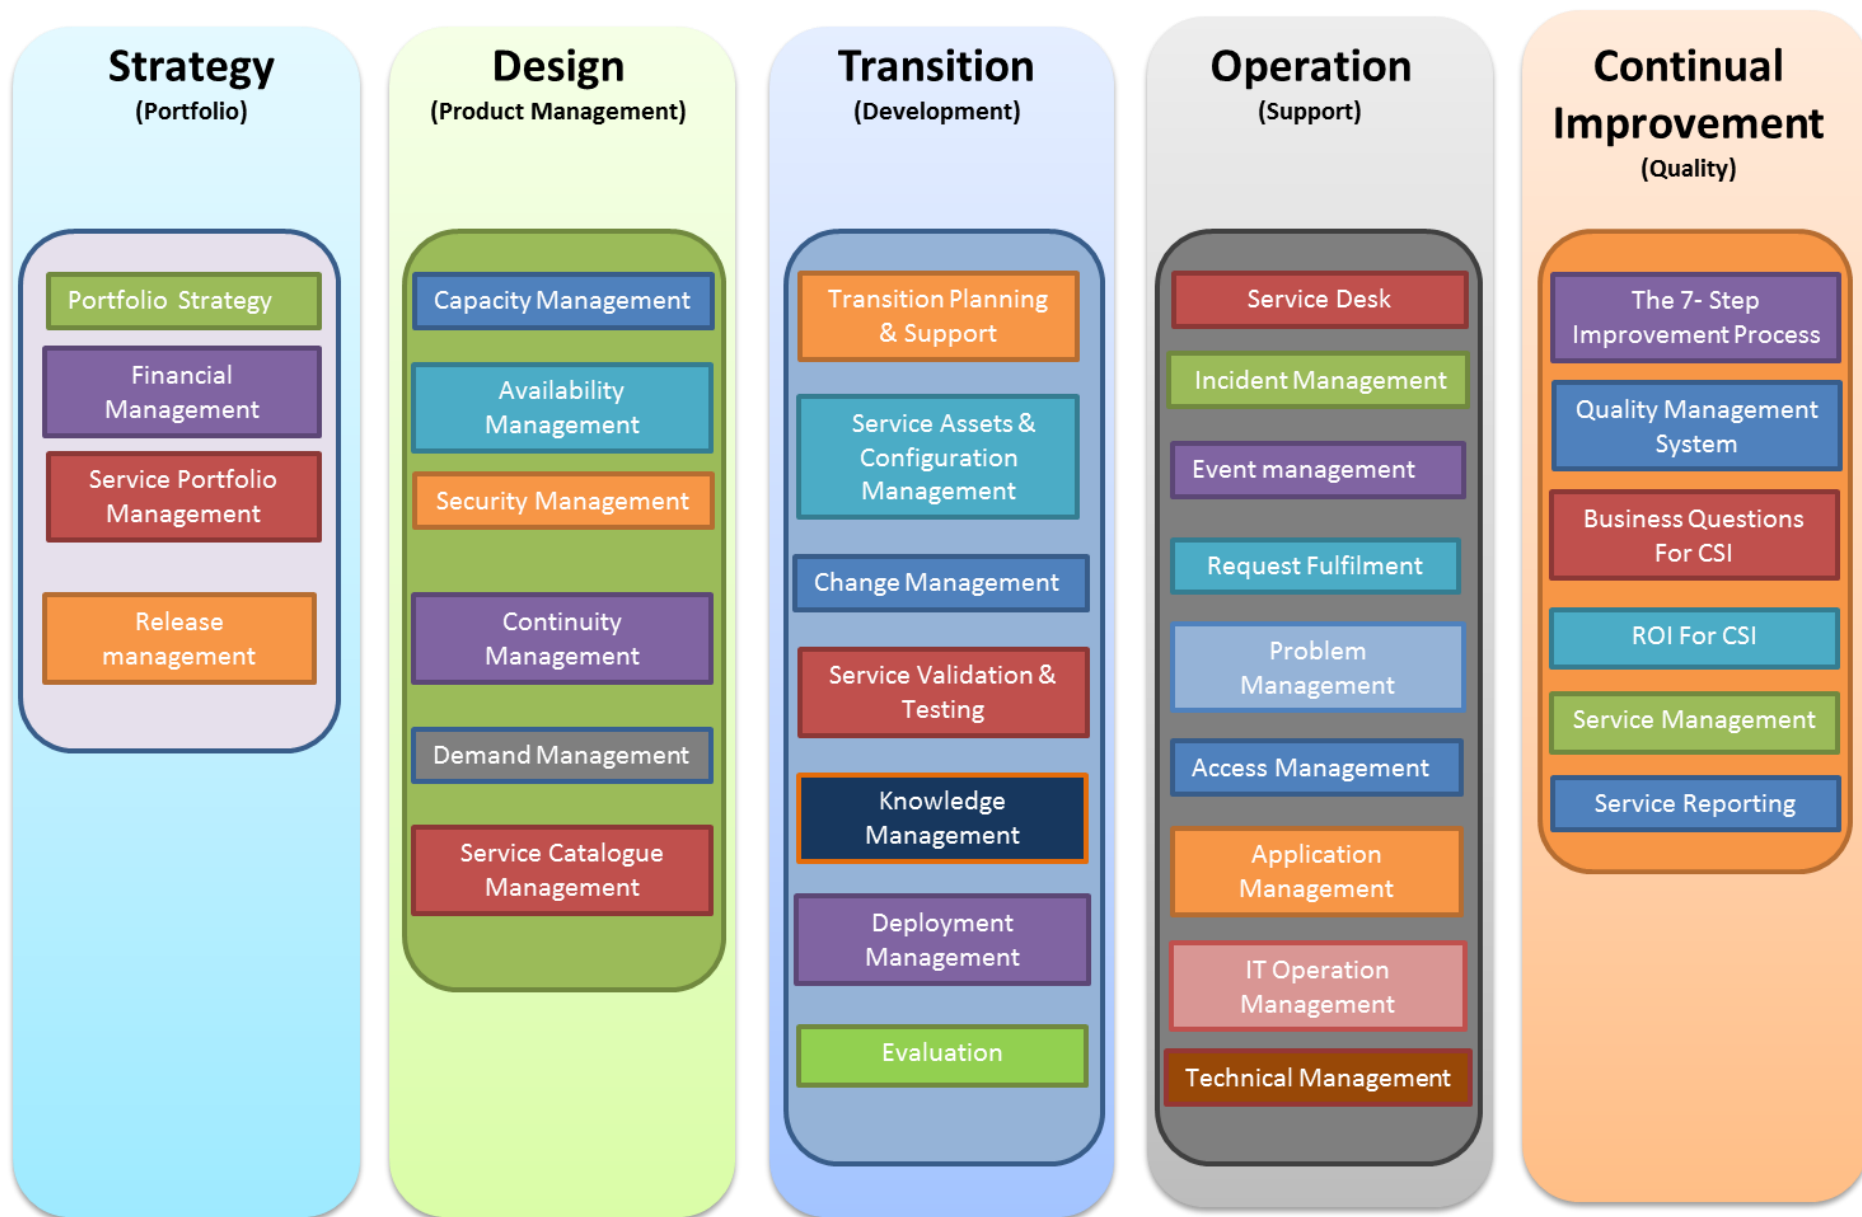 Strategy
(Portfolio)
Portfolio Strategy
Financial
Management
Service Portfolio
Management
Release
management
Design
(Product Management)
Capacity Management
Availability
Management
Security Management
Continuity
Management
Demand Management
Service Catalogue
Management
Transition
(Development)
Transition Planning
& Support
Service Assets &
Configuration
Management
Change Management
Service Validation &
Testing
Knowledge
Management
Deployment
Management
Evaluation
Operation
(Support)
Service Desk
Incident Management
Event management
Request Fulfilment
Problem
Management
Access Management
Application
Management
IT Operation
Management
Technical Management
Continual
Improvement
(Quality)
The 7- Step
Improvement Process
Quality Management
System
Business Questions
For CSI
ROI For CSI
Service Management
Service Reporting